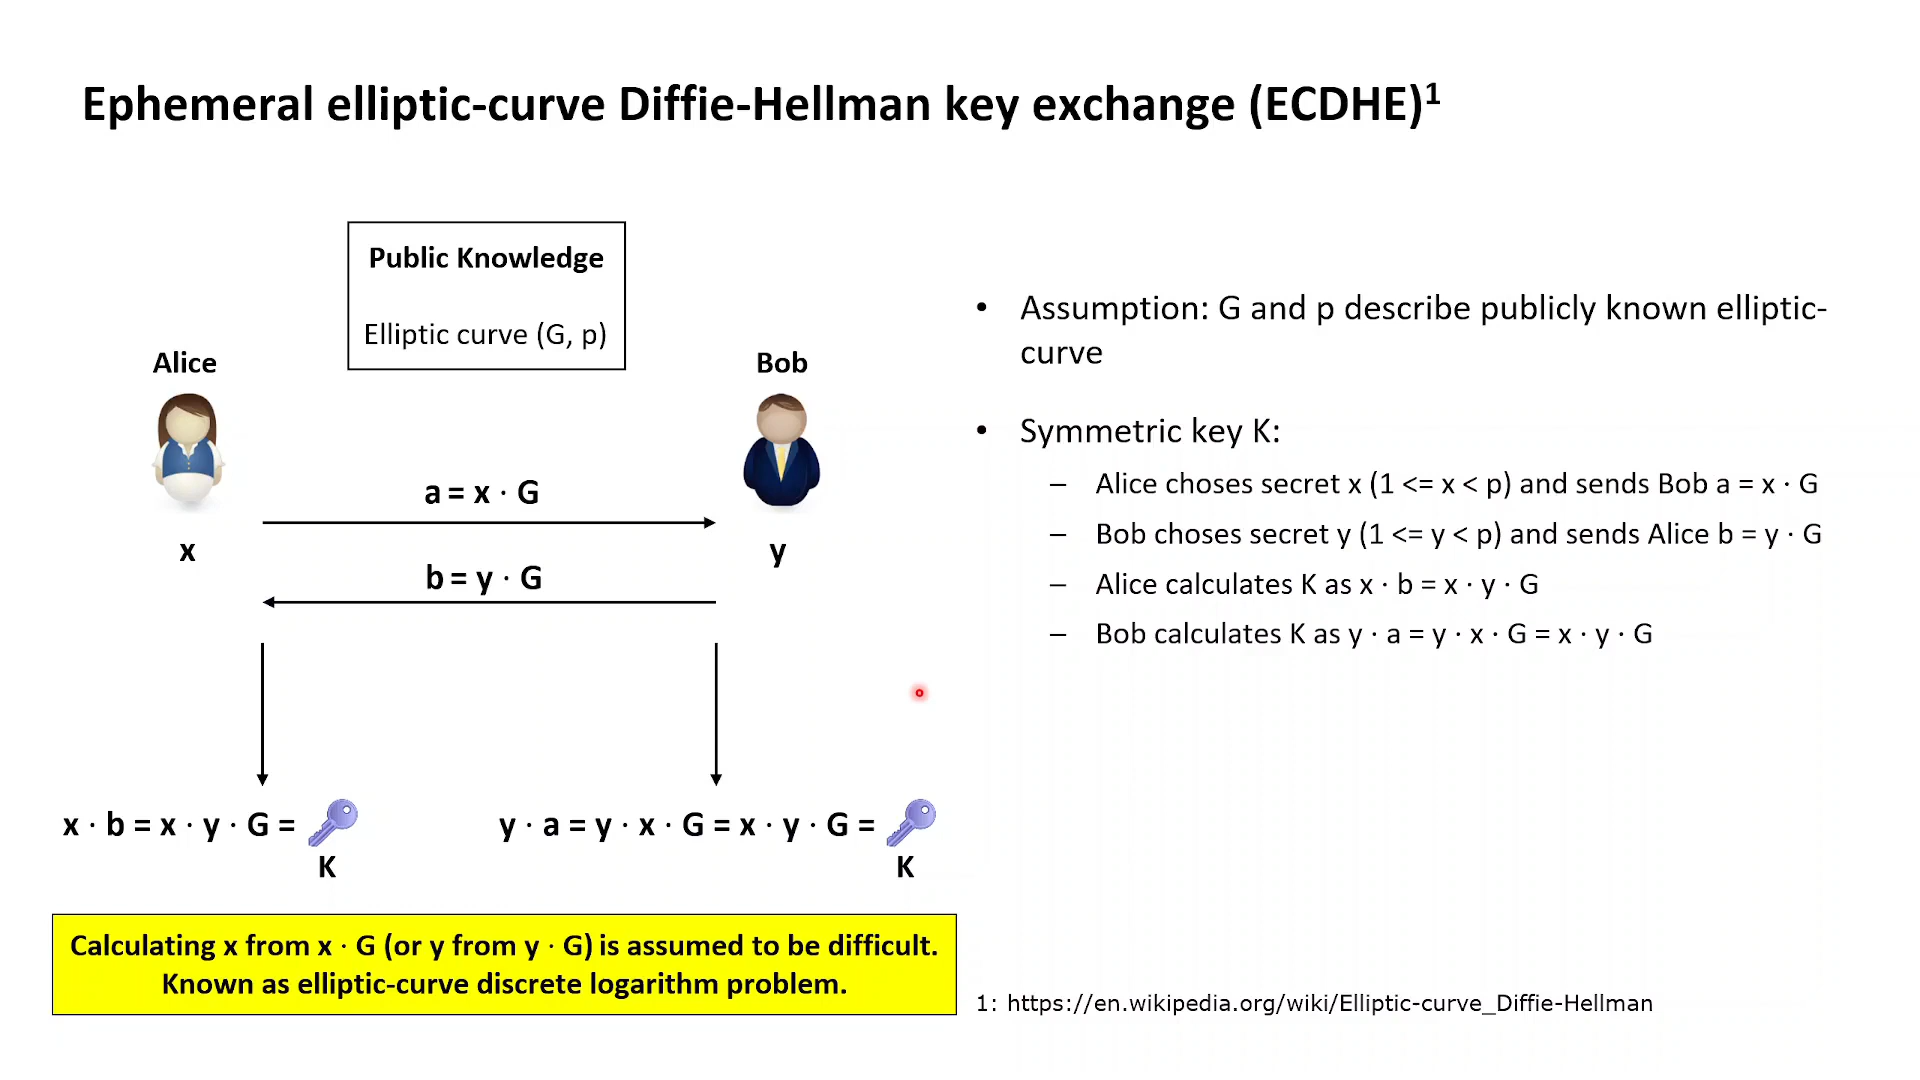 Ephemeral elliptic-curve Diffie-Hellman key exchange (ECDHE)¹
Public Knowledge
Elliptic curve (G, p)
Alice
Bob
a = x · G
x
y
b = y · G
x · b = x · y · G =
K
y · a = y · x · G = x · y · G =
K
Calculating x from x · G (or y from y · G) is assumed to be difficult.
Known as elliptic-curve discrete logarithm problem.
• Assumption: G and p describe publicly known elliptic-
curve
• Symmetric key K:
– Alice choses secret x (1 <= x < p) and sends Bob a = x · G
– Bob choses secret y (1 <= y < p) and sends Alice b = y · G
– Alice calculates K as x · b = x · y · G
– Bob calculates K as y · a = y · x · G = x · y · G
1: https://en.wikipedia.org/wiki/Elliptic-curve_Diffie-Hellman